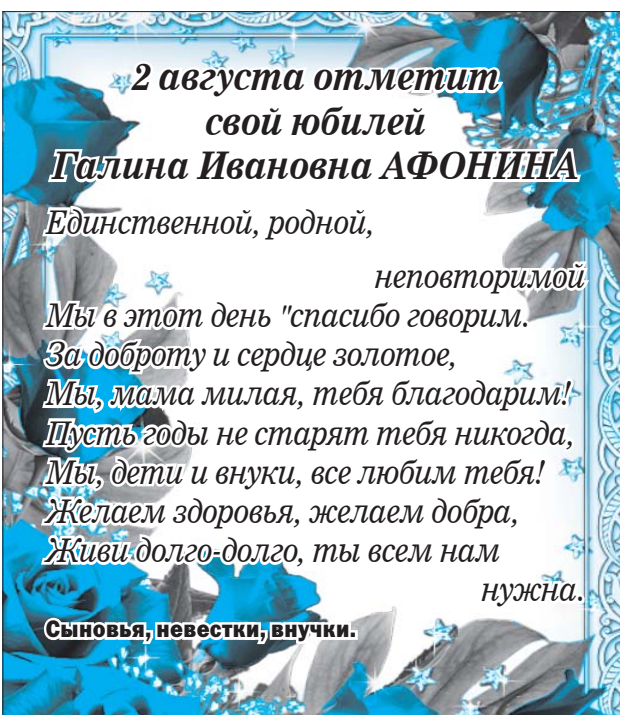 2 августа отметит
свой юбилей
Галина Ивановна АФОНИНА
Единственной, родной,
неповторимой
Мы в этот день "спасибо говорим.
За доброту и сердце золотое,
Мы, мама милая, тебя благодарим!
Пусть годы не старят тебя никогда,
Мы, дети и внуки, все любим тебя!
Желаем здоровья, желаем добра,
Живи долго-долго, ты всем нам
нужна.
Сыновья, невестки, внучки.